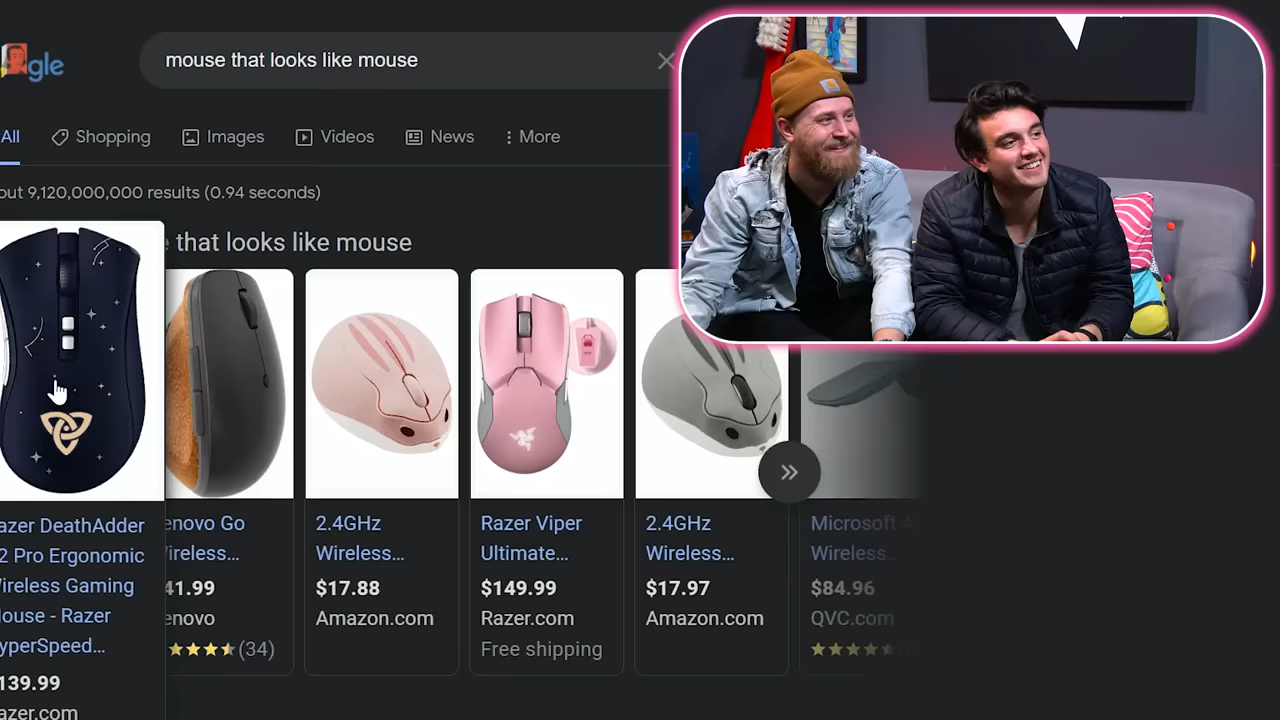 gle
mouse that looks like mouse
All
Shopping
Images
Videos
News
More
out 9,120,000,000 results (0.94 seconds)
that looks like mouse
azer DeathAdder
2 Pro Ergonomic
ireless Gaming
ouse - Razer
yperSpeed...
139.99
azer.com
enovo Go
ireless...
41.99
enovo
(34)
2.4GHz
Wireless...
$17.88
Amazon.com
Razer Viper
Ultimate...
$149.99
Razer.com
Free shipping
2.4GHz
Wireless...
$17.97
Amazon.com
Microsoft A
Wireless..
$84.96
QVC.com